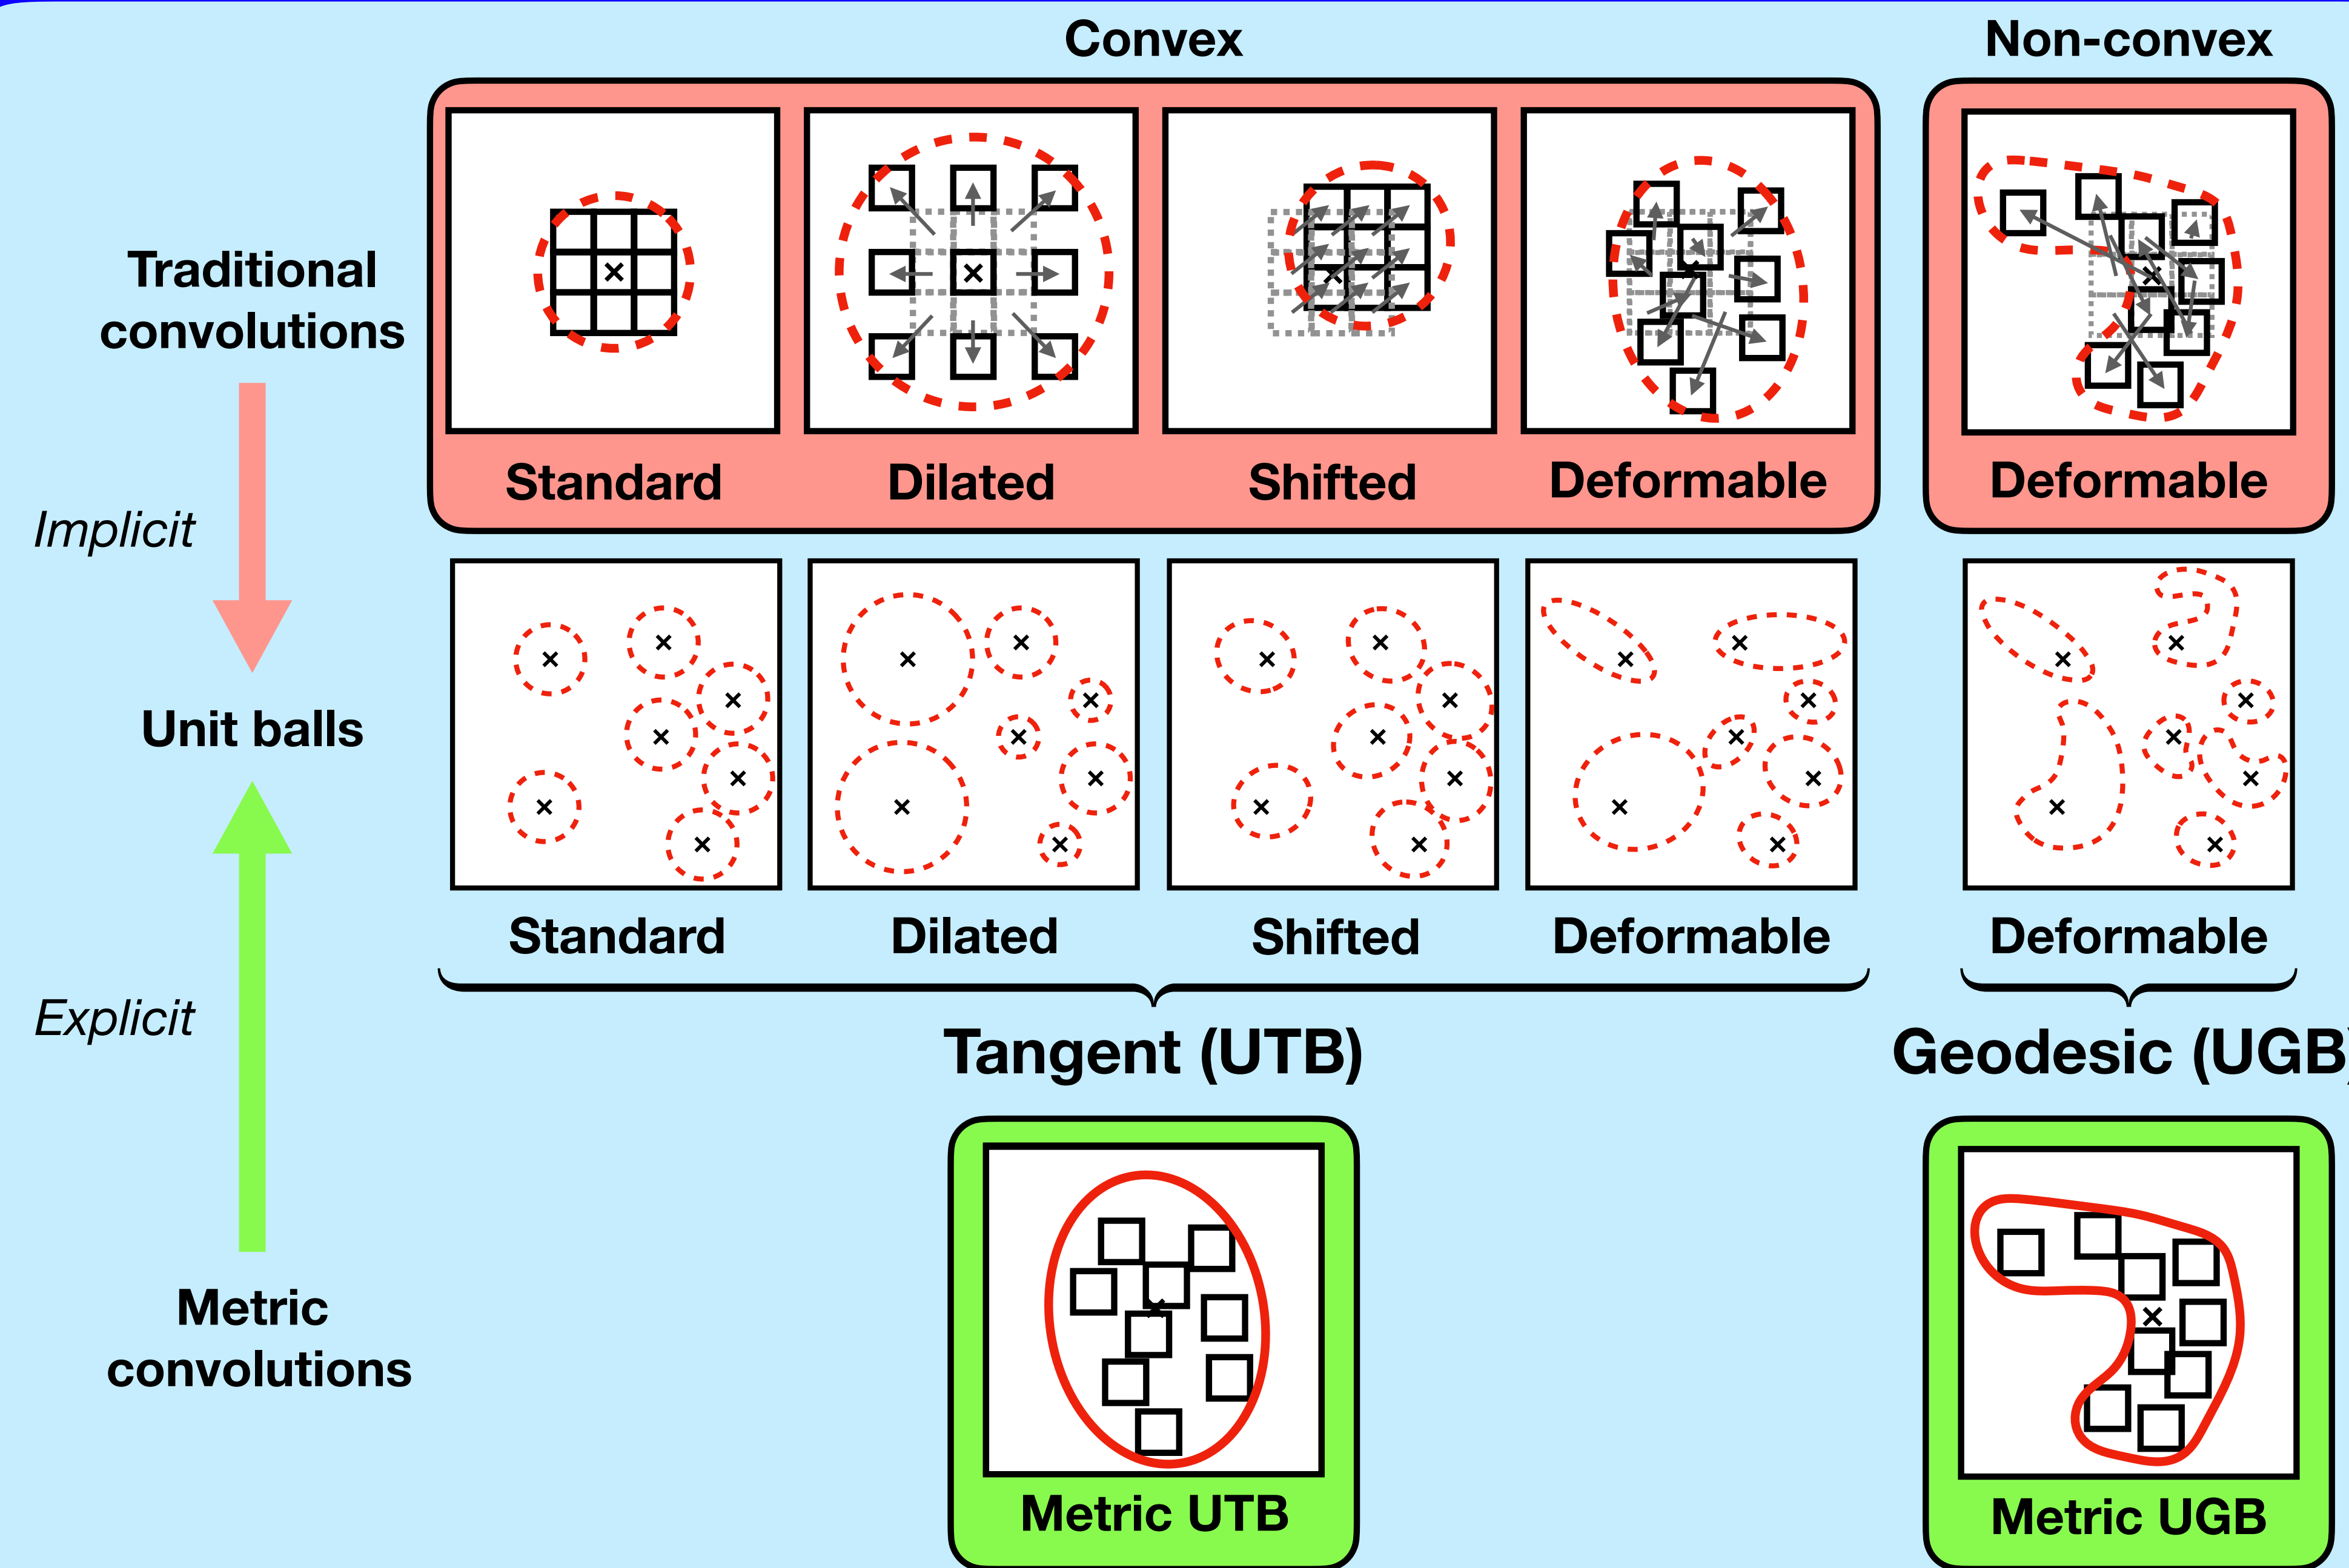 Convex
Non-convex
Traditional
convolutions
Standard
Dilated
Shifted
Deformable
Deformable
Implicit
Unit balls
Standard
Dilated
Shifted
Deformable
Deformable
Explicit
Tangent (UTB)
Geodesic (UGB)
Metric
convolutions
Metric UTB
Metric UGB